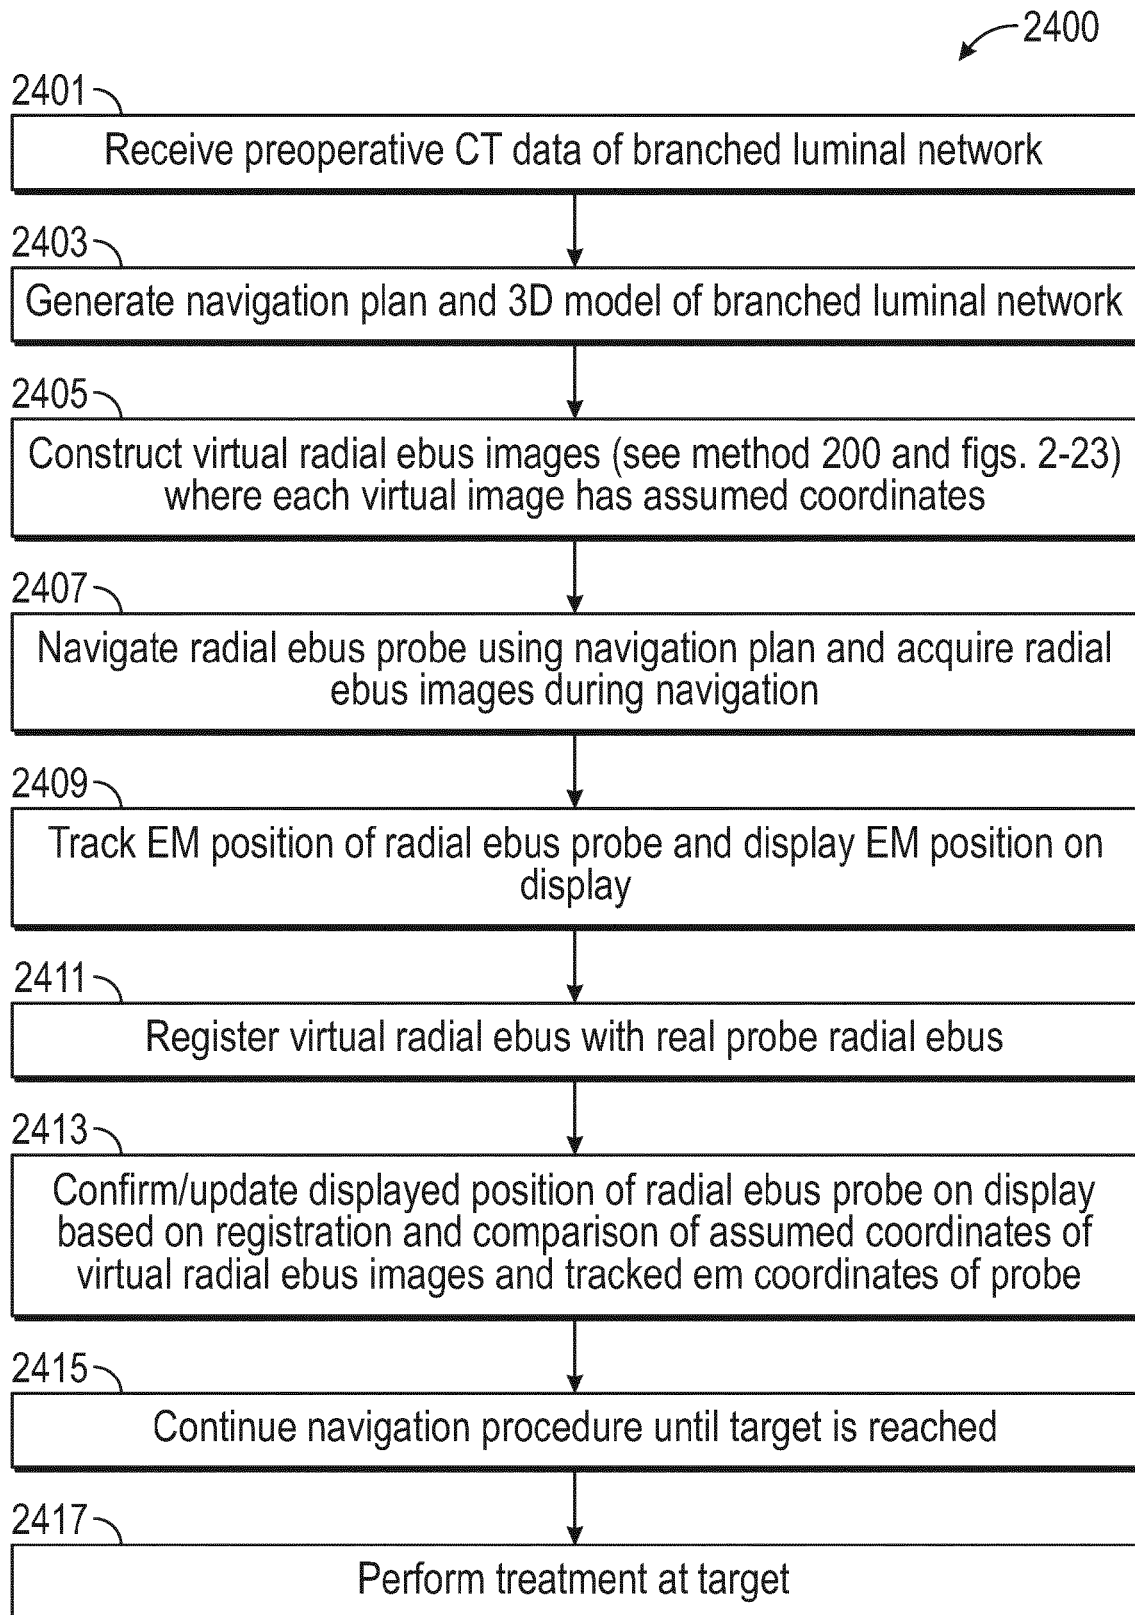 2400
2401
Receive preoperative CT data of branched luminal network
2403
Generate navigation plan and 3D model of branched luminal network
2405
Construct virtual radial ebus images (see method 200 and figs. 2-23)
where each virtual image has assumed coordinates
2407
Navigate radial ebus probe using navigation plan and acquire radial
ebus images during navigation
2409
Track EM position of radial ebus probe and display EM position on
display
2411
Register virtual radial ebus with real probe radial ebus
2413
Confirm/update displayed position of radial ebus probe on display
based on registration and comparison of assumed coordinates of
virtual radial ebus images and tracked em coordinates of probe
2415
Continue navigation procedure until target is reached
2417
Perform treatment at target